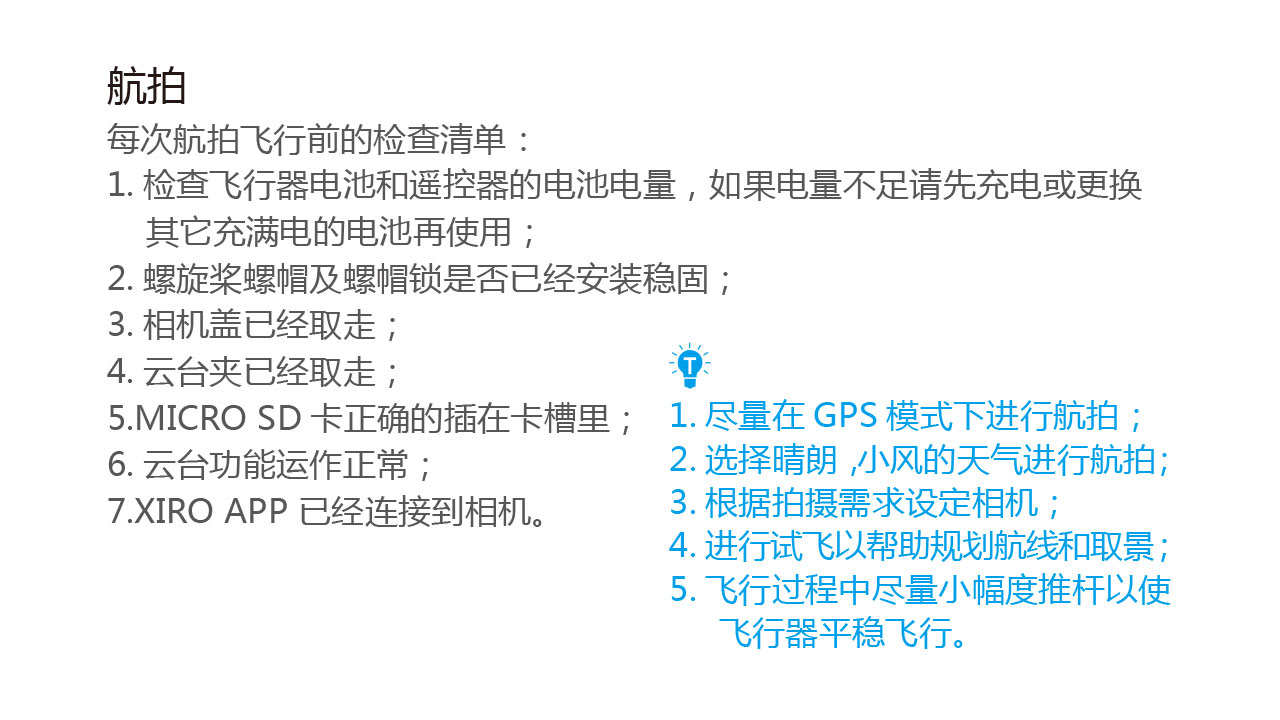 航拍
每次航拍飞行前的检查清单：
1. 检查飞行器电池和遥控器的电池电量，如果电量不足请先充电或更换
其它充满电的电池再使用；
2. 螺旋桨螺帽及螺帽锁是否已经安装稳固；
3. 相机盖已经取走；
4. 云台夹已经取走；
5.MICRO SD 卡正确的插在卡槽里；
6. 云台功能运作正常；
7.XIRO APP 已经连接到相机。
T
1. 尽量在 GPS 模式下进行航拍；
2. 选择晴朗 ,小风的天气进行航拍；
3. 根据拍摄需求设定相机；
4. 进行试飞以帮助规划航线和取景；
5. 飞行过程中尽量小幅度推杆以使
飞行器平稳飞行。